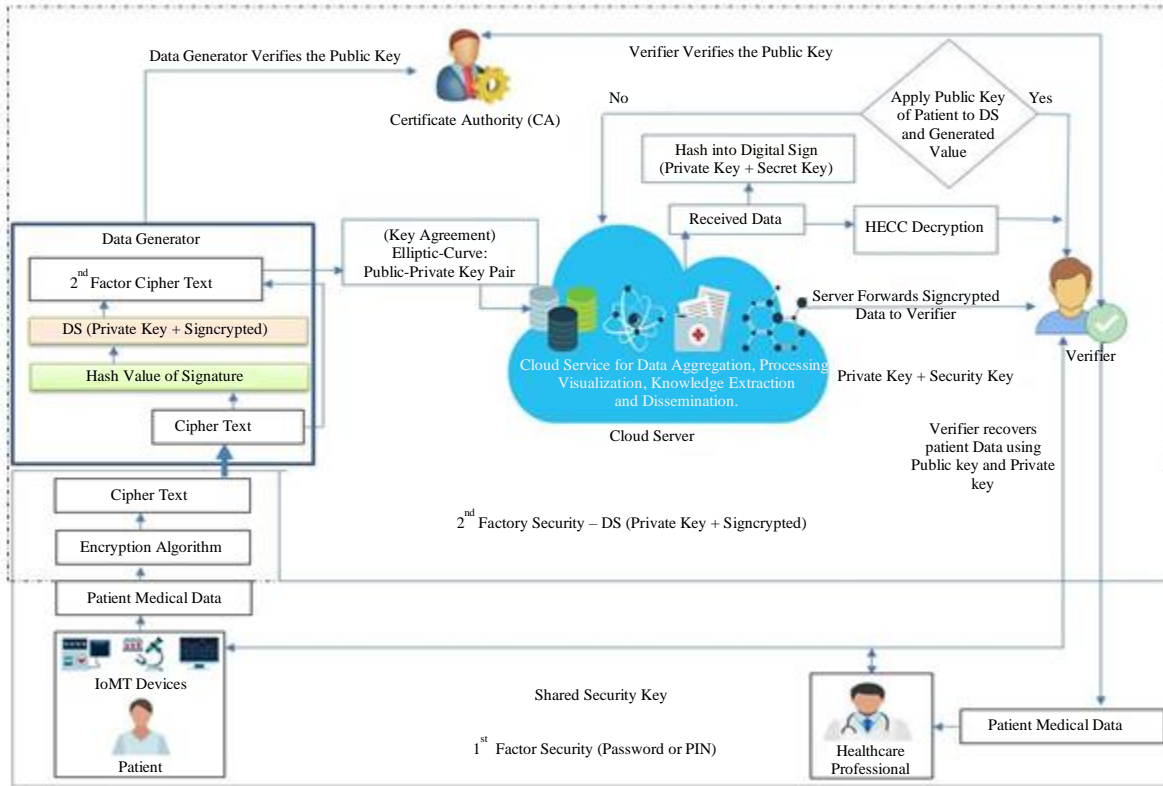 Data Generator Verifies the Public Key
Certificate Authority (CA)
Verifier Verifies the Public Key
No
Apply Public Key
of Patient to DS
and Generated
Value
Yes
Hash into Digital Sign
(Private Key + Secret Key)
Received Data
HECC Decryption
Data Generator
2nd Factor Cipher Text
DS (Private Key + Signcrypted)
Hash Value of Signature
Cipher Text
(Key Agreement)
Elliptic-Curve:
Public-Private Key Pair
Cloud Service for Data Aggregation, Processing
Visualization, Knowledge Extraction
and Dissemination.
Cloud Server
Server Forwards Signcrypted
Data to Verifier
Verifier
Private Key + Security Key
Verifier recovers
patient Data using
Public key and Private
key
Cipher Text
Encryption Algorithm
Patient Medical Data
2nd Factory Security – DS (Private Key + Signcrypted)
IoMT Devices
Patient
Shared Security Key
1st Factor Security (Password or PIN)
Healthcare
Professional
Patient Medical Data